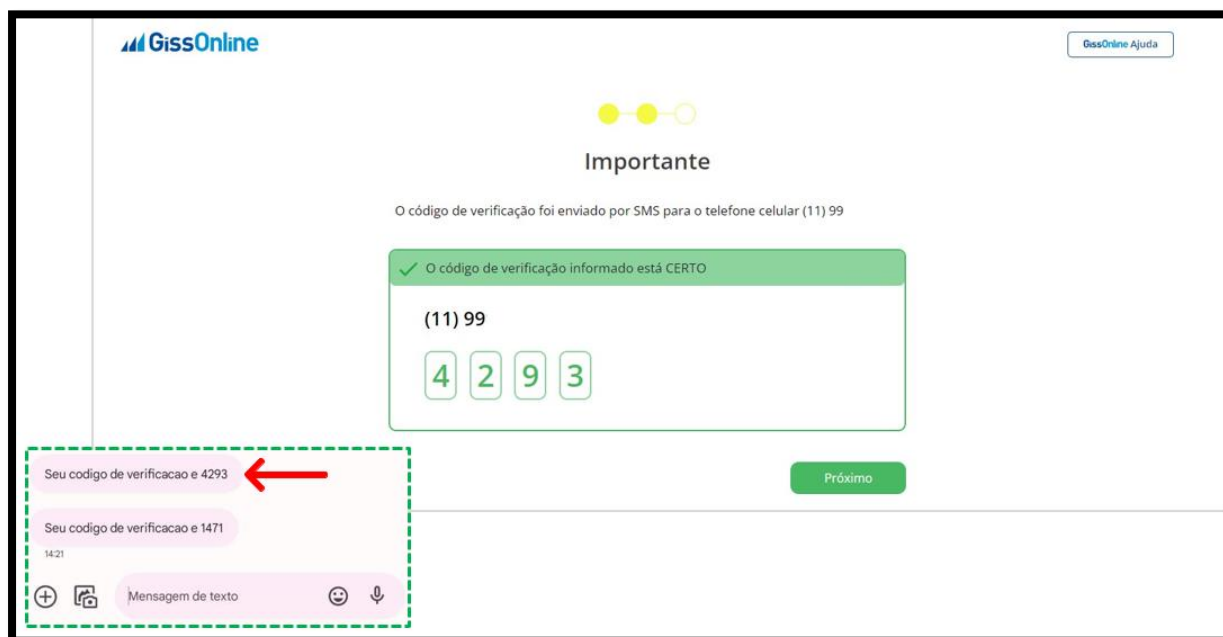 GissOnline
GissOnline Ajuda
Importante
O código de verificação foi enviado por SMS para o telefone celular (11) 99
O código de verificação informado está CERTO
(11) 99
4 2 9 3
Próximo
Seu codigo de verificacao e 4293
Seu codigo de verificacao e 1471
14:21
Mensagem de texto